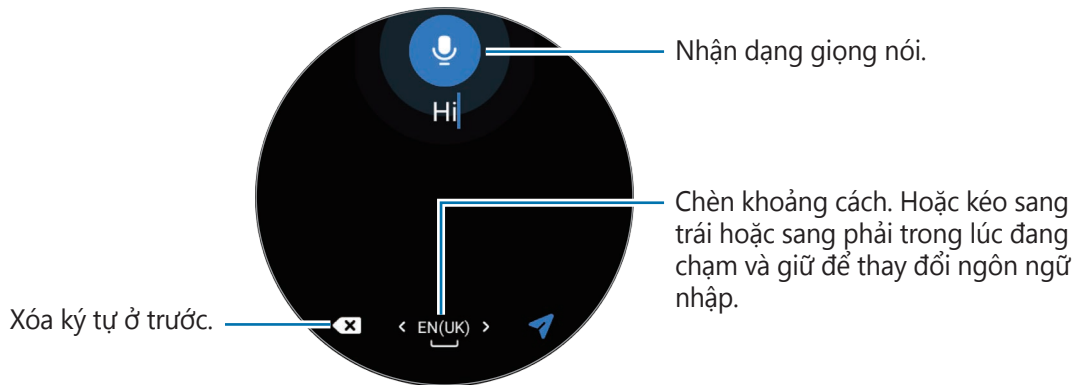 Nhận dạng giọng nói.
Hi
Chèn khoảng cách. Hoặc kéo sang
trái hoặc sang phải trong lúc đang
chạm và giữ để thay đổi ngôn ngữ
nhập.
Xóa ký tự ở trước.
< EN(UK) >